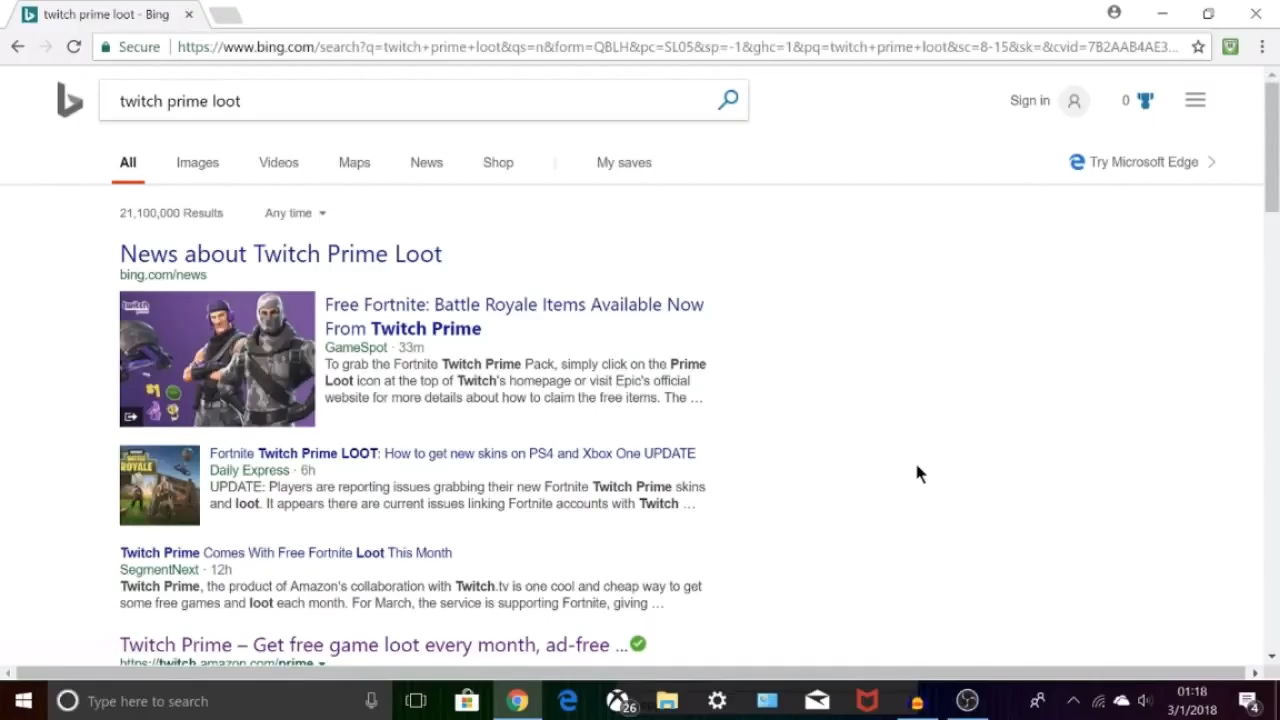 twitch prime loot - Bing
Secure
https://www.bing.com/search?q=twitch+prime+loot&qs=n&form=QBLH&pc=SL05&sp=-1&ghc=1&pq=twitch+prime+loot&sc=8-15&sk=&cvid=7B2AAB4AE3...
twitch prime loot
Sign in
0
All
Images
Videos
Maps
News
Shop
My saves
Try Microsoft Edge
21,100,000 Results
Any time
News about Twitch Prime Loot
bing.com/news
twitch
prime
Free Fortnite: Battle Royale Items Available Now
From Twitch Prime
GameSpot · 33m
To grab the Fortnite Twitch Prime Pack, simply click on the Prime
Loot icon at the top of Twitch's homepage or visit Epic's official
website for more details about how to claim the free items. The ...
BATTLE
ROYALE
Fortnite Twitch Prime LOOT: How to get new skins on PS4 and Xbox One UPDATE
Daily Express · 6h
UPDATE: Players are reporting issues grabbing their new Fortnite Twitch Prime skins
and loot. It appears there are current issues linking Fortnite accounts with Twitch ...
Twitch Prime Comes With Free Fortnite Loot This Month
SegmentNext · 12h
Twitch Prime, the product of Amazon's collaboration with Twitch.tv is one cool and cheap way to get
some free games and loot each month. For March, the service is supporting Fortnite, giving ...
Twitch Prime – Get free game loot every month, ad-free ...
https://twitch.amazon.com/prime
Type here to search
26
01:18
3/1/2018
4